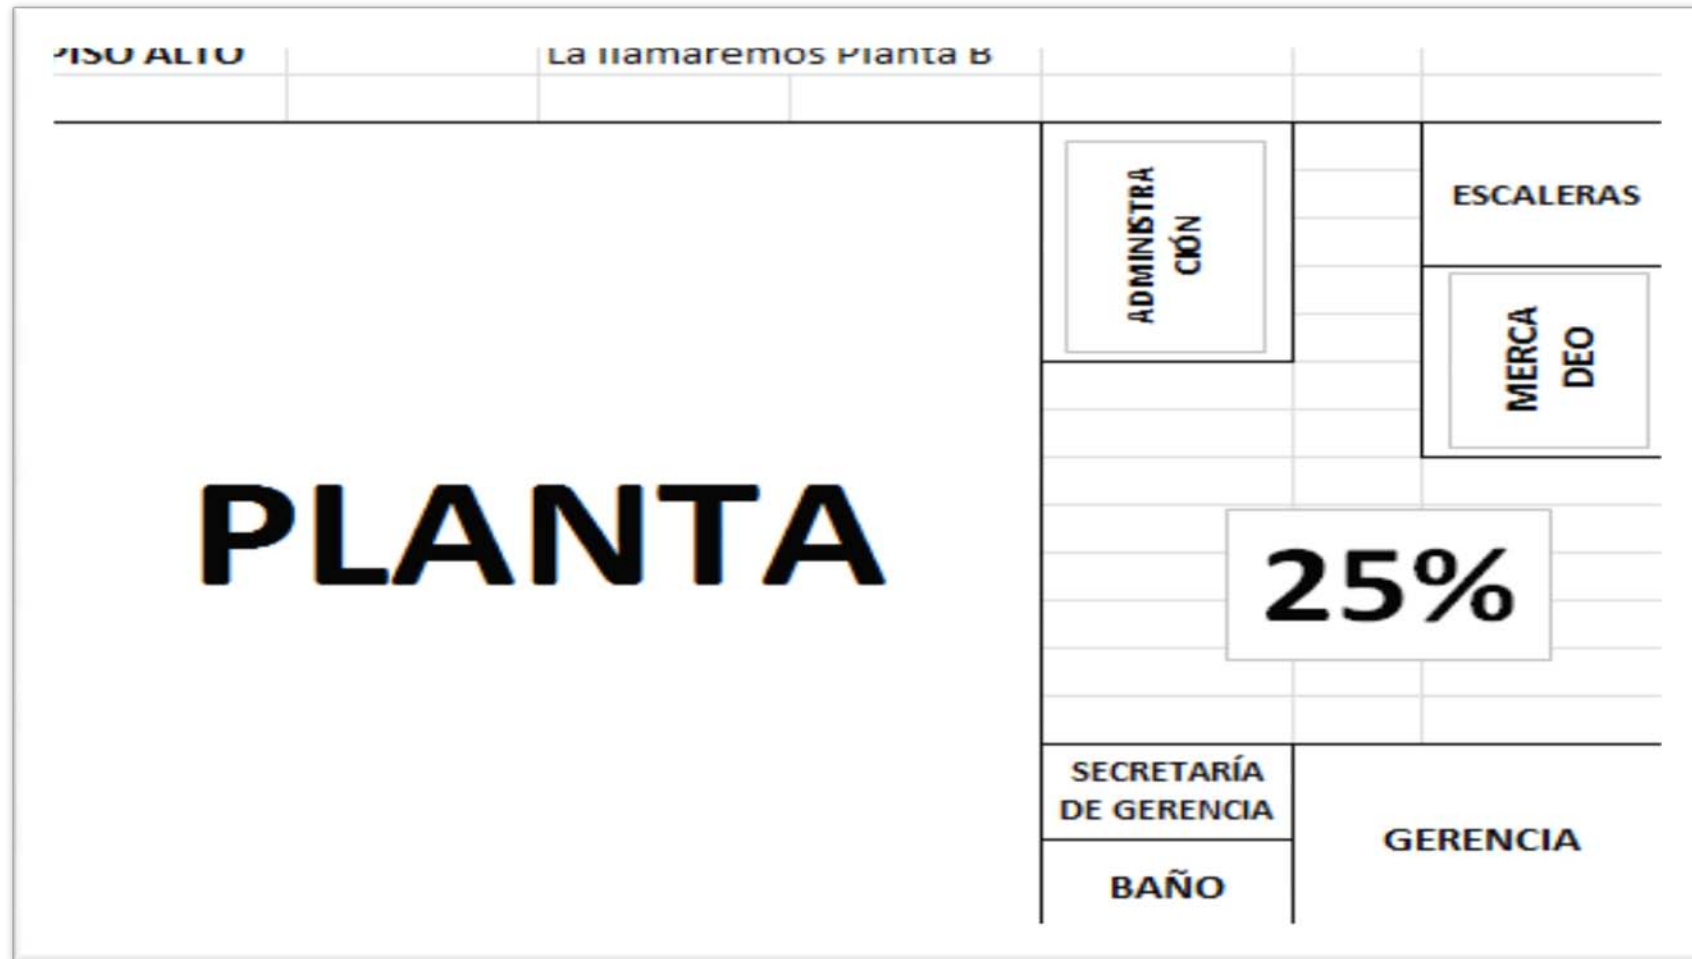 PISO ALTO
La llamaremos Planta B
ADMINISTRA
CIÓN
ESCALERAS
MERCA
DEO
PLANTA
25%
SECRETARÍA
DE GERENCIA
GERENCIA
BAÑO